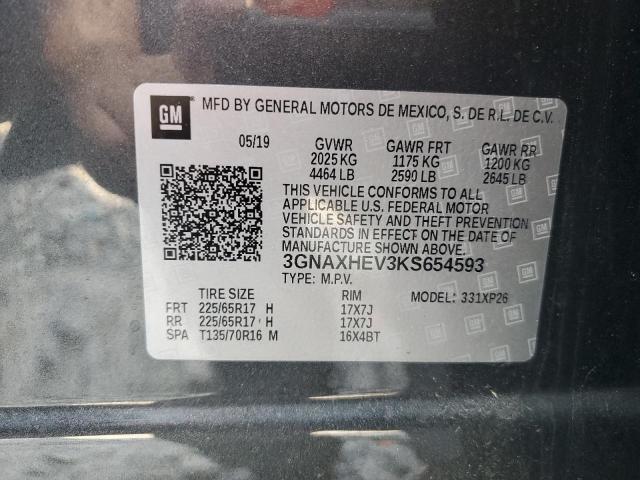 GM MFD BY GENERAL MOTORS DE MEXICO, S. DE R.L. DE C.V.
05/19 GVWR GAWR FRT GAWR RR
2025 KG 1175 KG 1200 KG
4464 LB 2590 LB 2645 LB
THIS VEHICLE CONFORMS TO ALL
APPLICABLE U.S. FEDERAL MOTOR
VEHICLE SAFETY AND THEFT PREVENTION
STANDARDS IN EFFECT ON THE DATE OF
MANUFACTURE SHOWN ABOVE.
3GNAXHEV3KS654593
TYPE: M.P.V.
TIRE SIZE RIM MODEL: 331XP26
FRT 225/65R17 H 17X7J
RR 225/65R17 H 17X7J
SPA T135/70R16 M 16X4BT